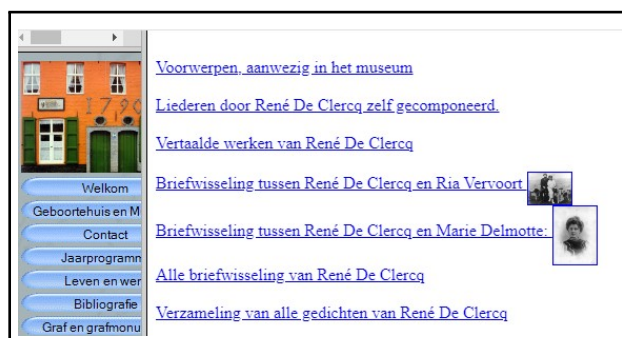 1790
Welkom
Geboortehuis en M
Contact
Jaarprogramm
Leven en wer
Bibliografie
Graf en grafmonu
Voorwerpen, aanwezig in het museum
Liederen door René De Clercq zelf gecomponeerd.
Vertaalde werken van René De Clercq
Briefwisseling tussen René De Clercq en Ria Vervoort
Briefwisseling tussen René De Clercq en Marie Delmotte:
Alle briefwisseling van René De Clercq
Verzameling van alle gedichten van René De Clercq